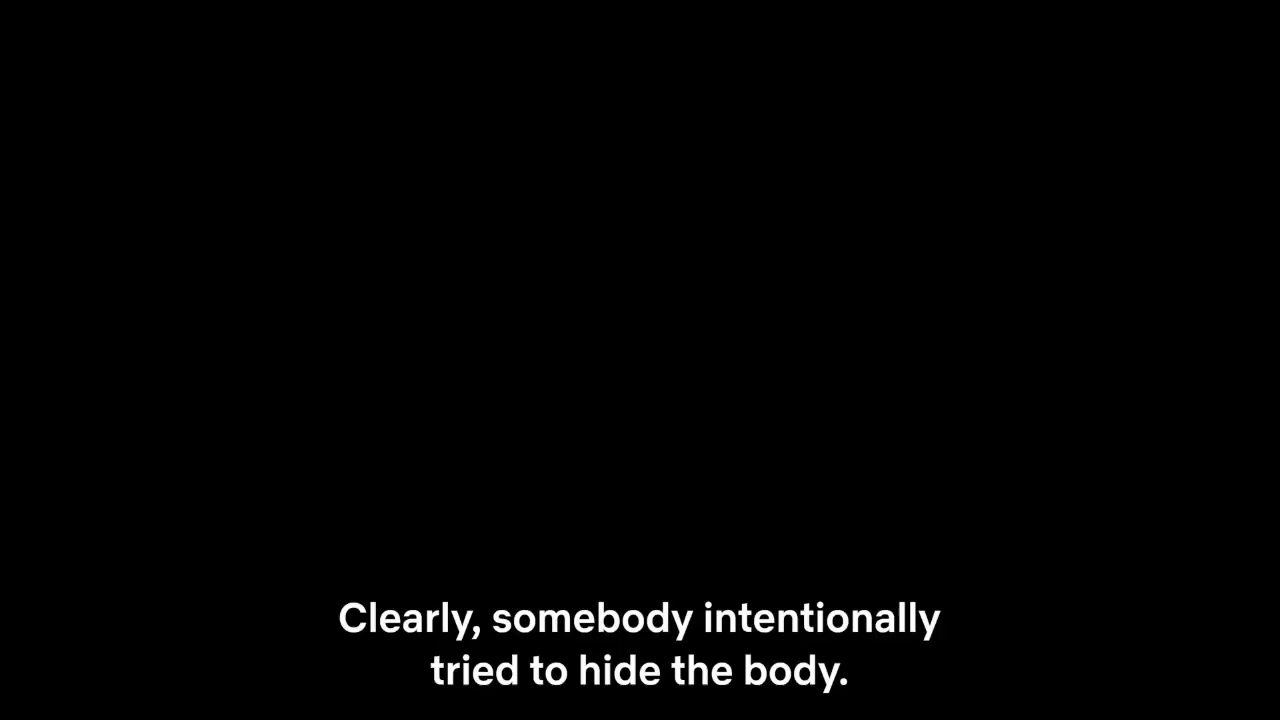 Clearly, somebody intentionally
tried to hide the body.